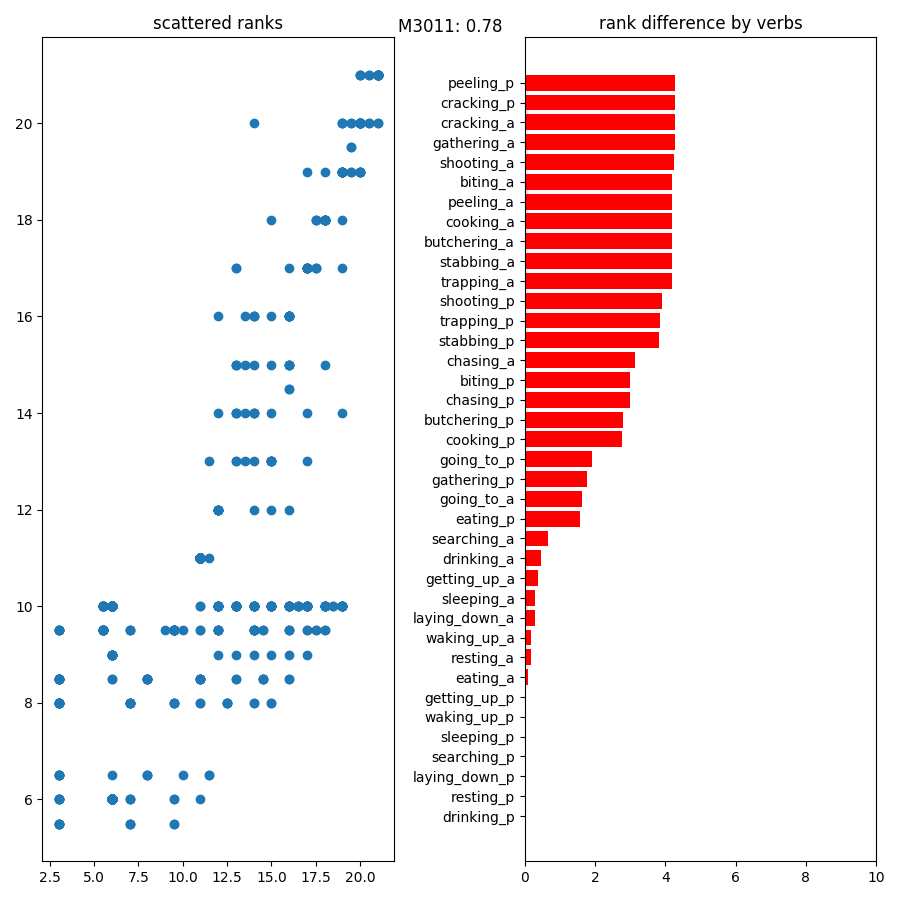 scattered ranks
M3011: 0.78
rank difference by verbs
20
18
16
14
12
10
8
6
2.5 5.0 7.5 10.0 12.5 15.0 17.5 20.0
peeling_p
cracking_p
cracking_a
gathering_a
shooting_a
biting_a
peeling_a
cooking_a
butchering_a
stabbing_a
trapping_a
shooting_p
trapping_p
stabbing_p
chasing_a
biting_p
chasing_p
butchering_p
cooking_p
going_to_p
gathering_p
going_to_a
eating_p
searching_a
drinking_a
getting_up_a
sleeping_a
laying_down_a
waking_up_a
resting_a
eating_a
getting_up_p
waking_up_p
sleeping_p
searching_p
laying_down_p
resting_p
drinking_p
0 2 4 6 8 10